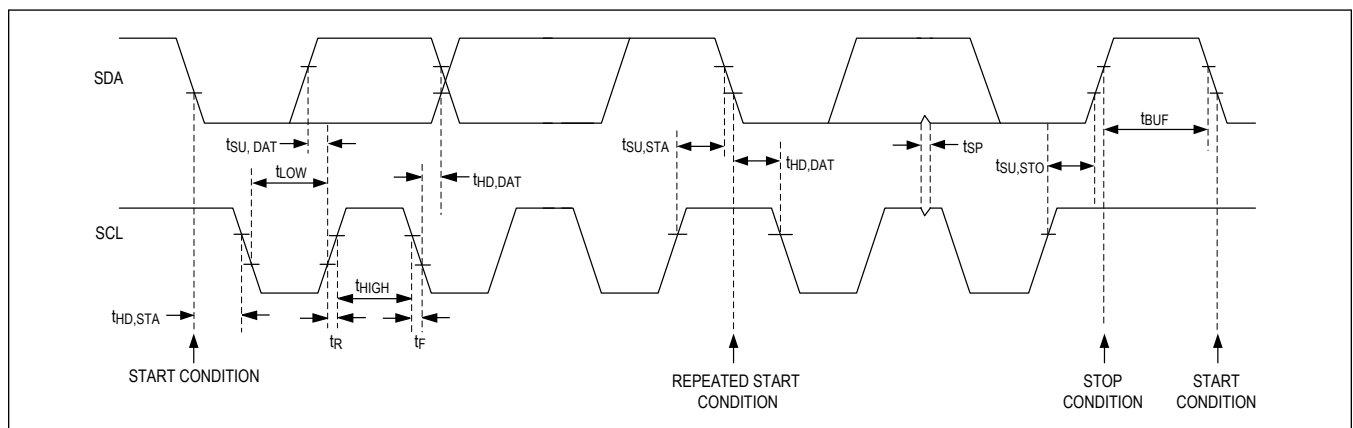 SDA
tSU, DAT
tLOW
tHD,DAT
tSU,STA
tHD,DAT
tSP
tBUF
tSU,STO
SCL
tHIGH
tHD,STA
tR
tF
START CONDITION
REPEATED START
CONDITION
STOP
CONDITION
START
CONDITION